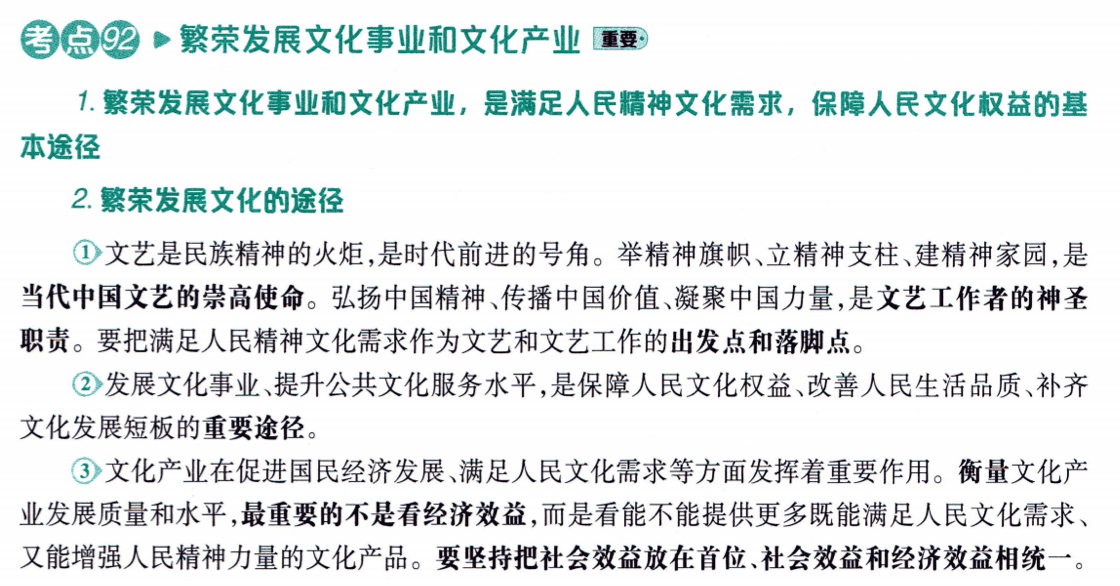 考点92 ▶ 繁荣发展文化事业和文化产业 重要
1. 繁荣发展文化事业和文化产业，是满足人民精神文化需求，保障人民文化权益的基
本途径
2. 繁荣发展文化的途径
①文艺是民族精神的火炬,是时代前进的号角。举精神旗帜、立精神支柱、建精神家园,是
当代中国文艺的崇高使命。弘扬中国精神、传播中国价值、凝聚中国力量,是文艺工作者的神圣
职责。要把满足人民精神文化需求作为文艺和文艺工作的出发点和落脚点。
②发展文化事业、提升公共文化服务水平,是保障人民文化权益、改善人民生活品质、补齐
文化发展短板的重要途径。
③文化产业在促进国民经济发展、满足人民文化需求等方面发挥着重要作用。衡量文化产
业发展质量和水平,最重要的不是看经济效益,而是看能不能提供更多既能满足人民文化需求、
又能增强人民精神力量的文化产品。要坚持把社会效益放在首位、社会效益和经济效益相统一。